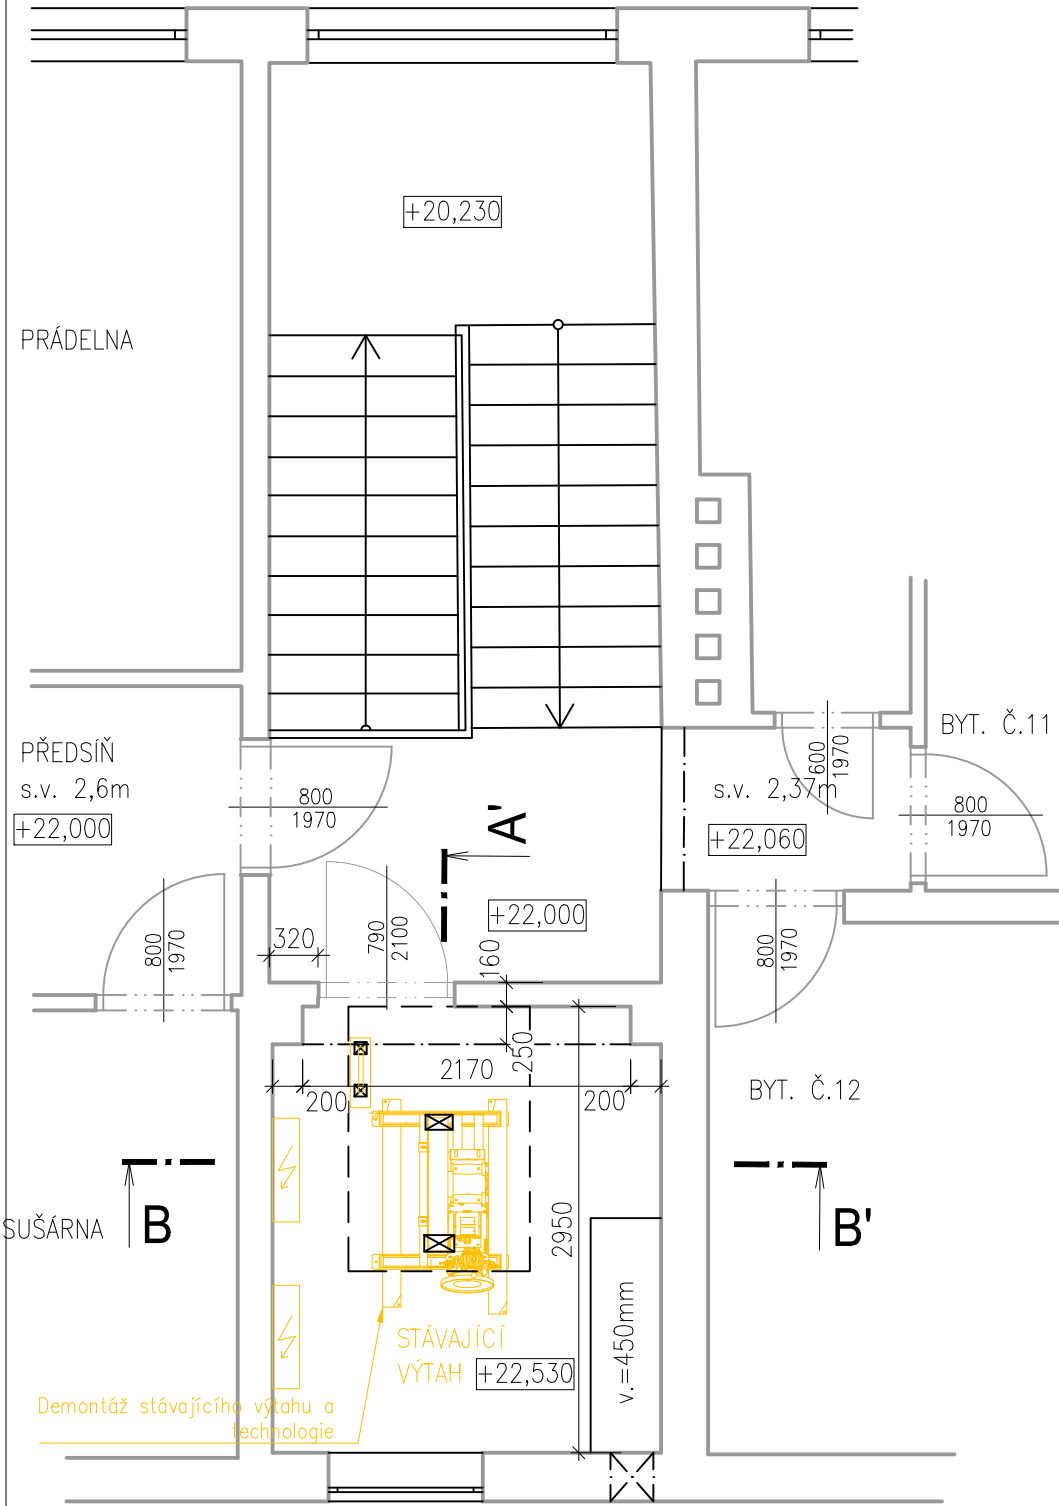 +20,230
PRÁDELNA
BYT. Č.11
PŘEDSÍŇ
s.v. 2,6m
+22,000
800
1970
600
1970
s.v. 2,37m
+22,060
800
1970
A'
+22,000
320
790
2100
160
800
1970
800
1970
250
2170
200
200
BYT. Č.12
B
B'
SUŠÁRNA
2950
v.=450mm
STÁVAJÍCÍ
VÝTAH
+22,530
Demontáž stávajícího výtahu a
technologie